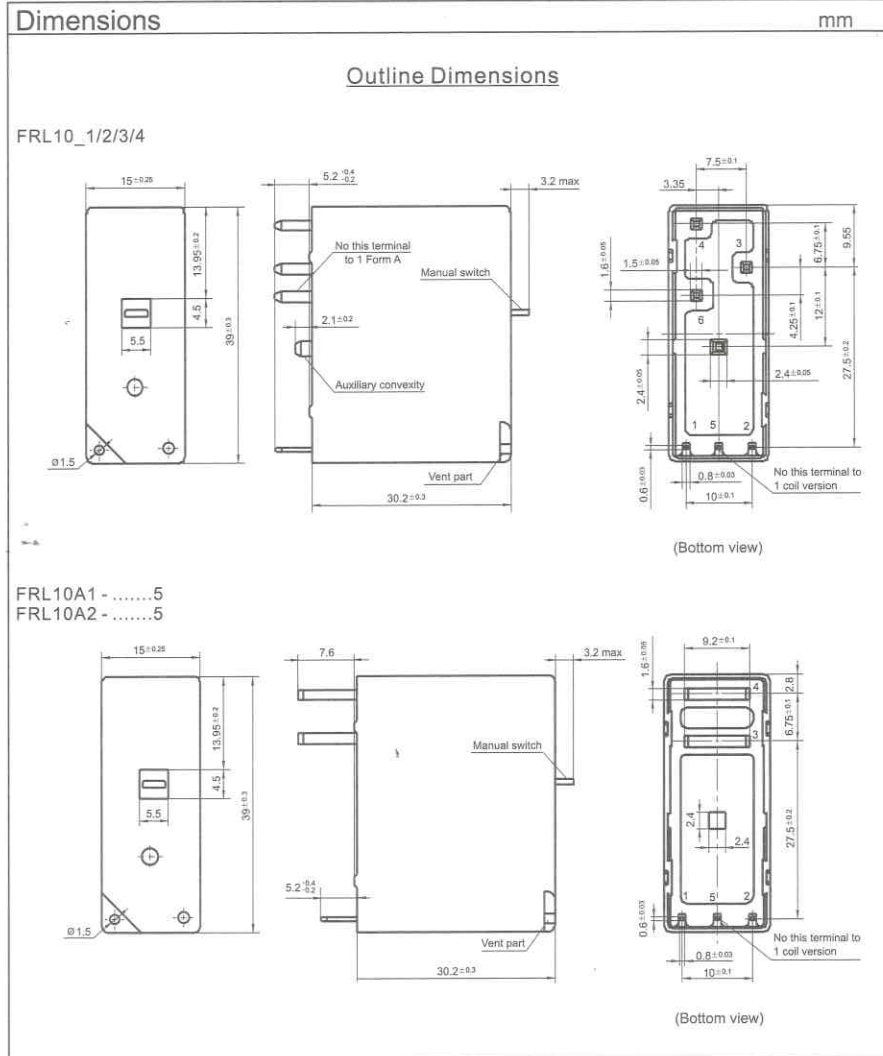 Dimensions mm
Outline Dimensions
FRL10_1/2/3/4
15±0.25
13.95±0.2
4.5
39±0.3
5.5
Ø1.5
5.2 -0.4 -0.2
3.2 max
No this terminal
to 1 Form A
Manual switch
2.1±0.2
Auxiliary convexity
Vent part
30.2±0.3
7.5±0.1
3.35
4
3
6.75±0.1
9.55
1.6±0.05
1.5±0.05
6
4.25±0.1
12±0.1
27.5±0.2
2.4±0.05
2.4±0.05
1 5 2
0.6±0.03
0.8±0.03
10±0.1
No this terminal to
1 coil version
(Bottom view)
FRL10A1 - .......5
FRL10A2 - .......5
15±0.25
13.95±0.2
4.5
39±0.3
5.5
Ø1.5
7.6
3.2 max
Manual switch
5.2 -0.4 -0.2
Vent part
30.2±0.3
9.2±0.1
1.6±0.05
4
2.8
6.75±0.1
3
27.5±0.2
2.4
2.4
1 5 2
0.6±0.03
0.8±0.03
10±0.1
No this terminal to
1 coil version
(Bottom view)